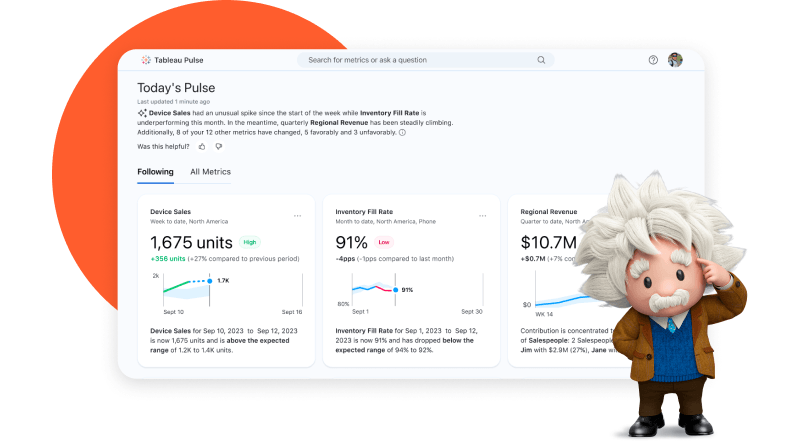 Tableau Pulse
Search for metrics or ask a question
Today's Pulse
Last updated 1 minute ago
Device Sales had an unusual spike since the start of the week while Inventory Fill Rate is
underperforming this month. In the meantime, quarterly Regional Revenue has been steadily climbing.
Additionally, 8 of your 12 other metrics have changed, 5 favorably and 3 unfavorably.
Was this helpful?
Following All Metrics
Device Sales
Week to date, North America
1,675 units High
+356 units (+27% compared to previous period)
2k
1.7K
Sept 10 Sept 16
Device Sales for Sep 10, 2023 to Sep 12, 2023
is now 1,675 units and is above the expected
range of 1.2K to 1.4K units.
Inventory Fill Rate
Month to date, North America, Phone
91% Low
-4pps (-1pps compared to last month)
91%
80%
Sept 1 Sept 30
Inventory Fill Rate for Sep 1, 2023 to Sep 12,
2023 is now 91% and has dropped below the
expected range of 94% to 92%.
Regional Revenue
Quarter to date, North
$10.7M
+$0.7M (+7%
$0
WK 14
Contribution is concentrated
of Salespeople: 2 Salespeople
Jim with $2.9M (27%), Jane